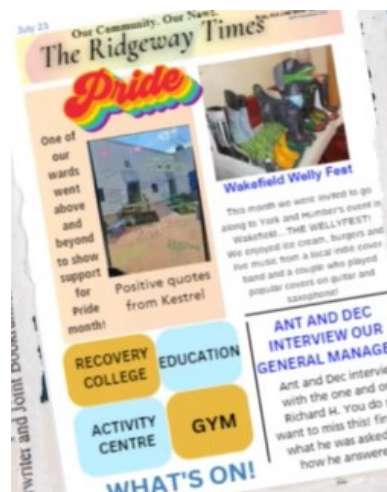 July 23
Our Community. Our News.
The Ridgeway Times
Pride
One of
our
wards
went
above
and
beyond
to show
support
for
Pride
month!
Positive quotes
from Kestrel
Wakefield Welly Fest
This month we were invited to go
along to York and Humber's event in
Wakefield... THE WELLYFEST!
We enjoyed ice cream, burgers and
live music from a local indie cover
band and a couple who played
popular covers on guitar and
saxophone!
RECOVERY
COLLEGE
EDUCATION
ACTIVITY
CENTRE
GYM
WHAT'S ON!
ANT AND DEC
INTERVIEW OUR
GENERAL MANAGE
Ant and Dec intervie
with the one and o
Richard H. You do
want to miss this! fin
what he was asked
how he answere
writer and Joint